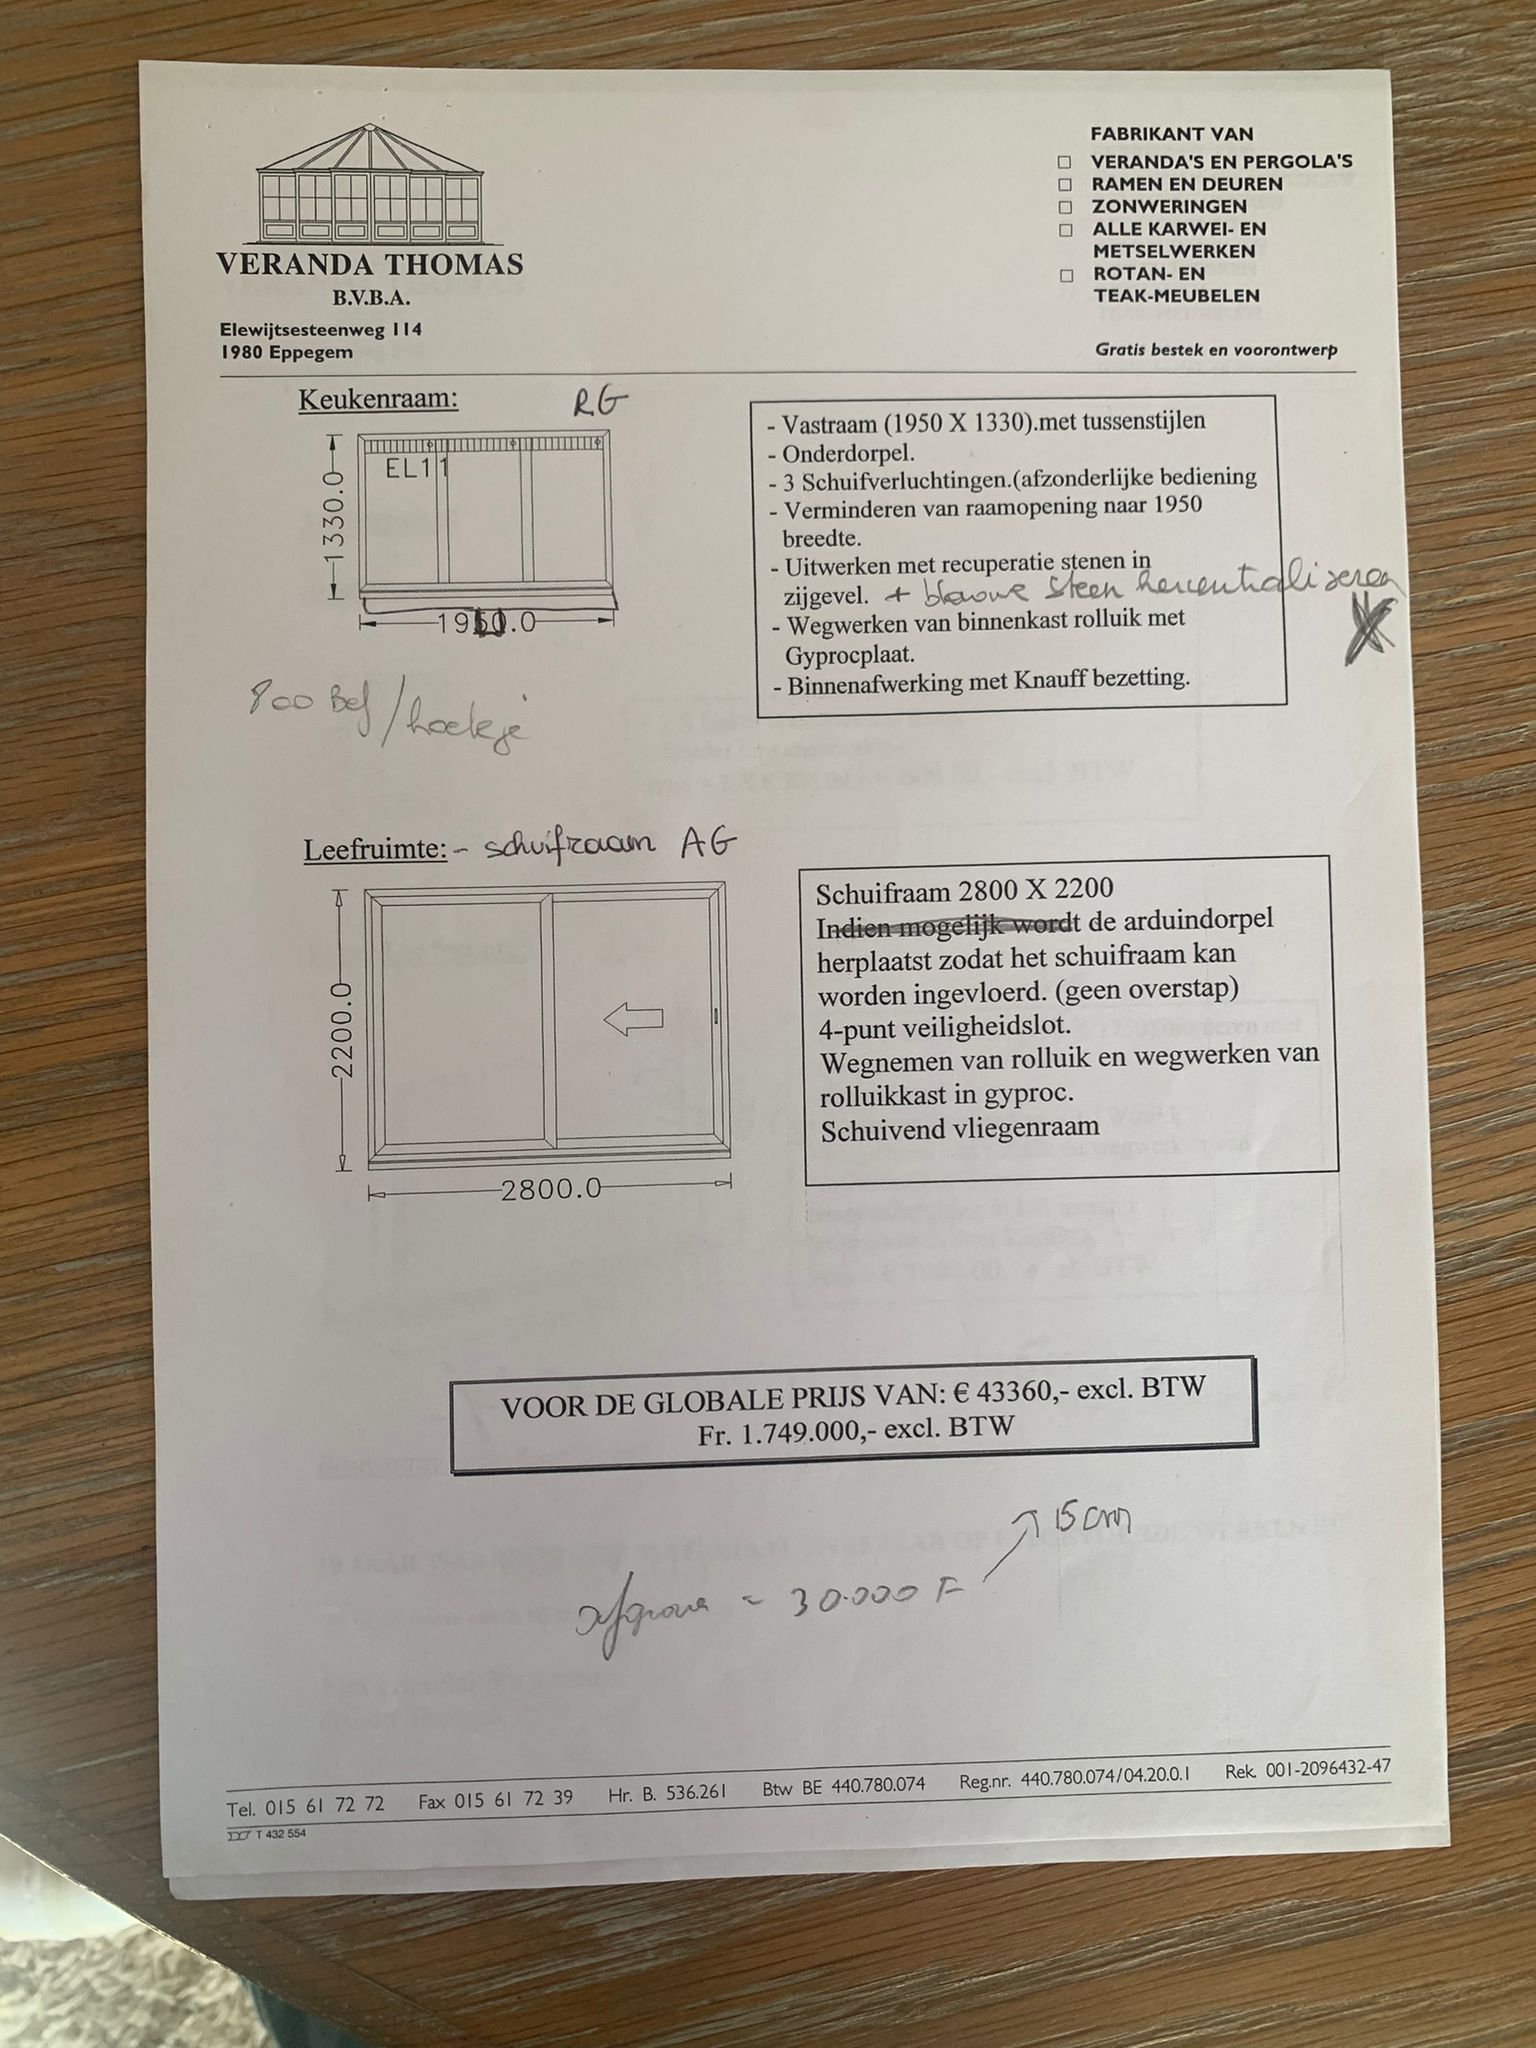 VERANDA THOMAS
B.V.B.A.
Elewijtsesteenweg 114
1980 Eppegem
FABRIKANT VAN
VERANDA'S EN PERGOLA'S
RAMEN EN DEUREN
ZONWERINGEN
ALLE KARWEI- EN
METSELWERKEN
ROTAN- EN
TEAK-MEUBELEN
Gratis bestek en voorontwerp
Keukenraam: RG
EL11
1330.0
1950.0
- Vastraam (1950 X 1330).met tussenstijlen
- Onderdorpel.
- 3 Schuifverluchtingen.(afzonderlijke bediening
- Verminderen van raamopening naar 1950
breedte.
- Uitwerken met recuperatie stenen in
zijgevel. + blauwe steen hercentraliseren
- Wegwerken van binnenkast rolluik met
Gyprocplaat.
- Binnenafwerking met Knauff bezetting.
800 Bef/hoekje
Leefruimte: - schuifraam AG
2200.0
2800.0
Schuifraam 2800 X 2200
Indien mogelijk wordt de arduindorpel
herplaatst zodat het schuifraam kan
worden ingevloerd. (geen overstap)
4-punt veiligheidslot.
Wegnemen van rolluik en wegwerken van
rolluikkast in gyproc.
Schuivend vliegenraam
VOOR DE GLOBALE PRIJS VAN: € 43360,- excl. BTW
Fr. 1.749.000,- excl. BTW
15 cm
= 30.000 F
Tel. 015 61 72 72 Fax 015 61 72 39 Hr. B. 536.261 Btw BE 440.780.074 Reg.nr. 440.780.074/04.20.0.1 Rek. 001-2096432-47
T 432 554